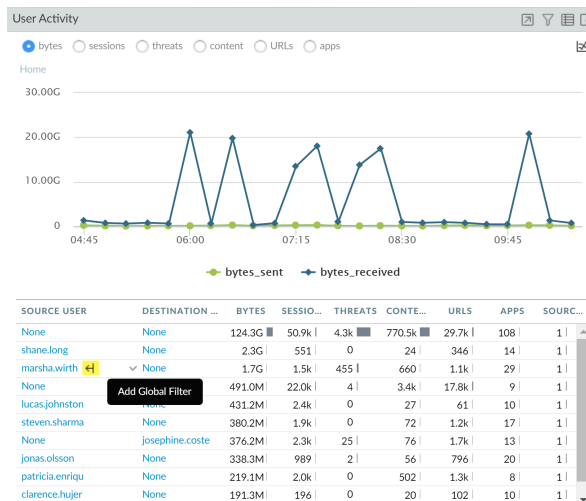 User Activity
bytes sessions threats content URLs apps
Home
30.00G
20.00G
10.00G
0
04:45 06:00 07:15 08:30 09:45
bytes_sent bytes_received
SOURCE USER DESTINATION ... BYTES SESSIO... THREATS CONTE... URLS APPS SOURC...
None None 124.3G 50.9k 4.3k 770.5k 29.7k 108 1
shane.long None 2.3G 551 0 24 346 14 1
marsha.wirth None 1.7G 1.5k 455 660 1.1k 29 1
None None 491.0M 22.0k 4 3.4k 17.8k 9 1
Add Global Filter
lucas.johnston None 431.2M 2.4k 0 27 61 10 1
steven.sharma None 380.2M 1.9k 0 72 1.2k 17 1
None josephine.coste 376.2M 2.3k 25 76 1.7k 13 1
jonas.olsson None 338.3M 989 2 56 796 20 1
patricia.enriqu None 219.1M 2.0k 0 502 1.3k 8 1
clarence.hujer None 191.3M 196 0 20 102 10 1